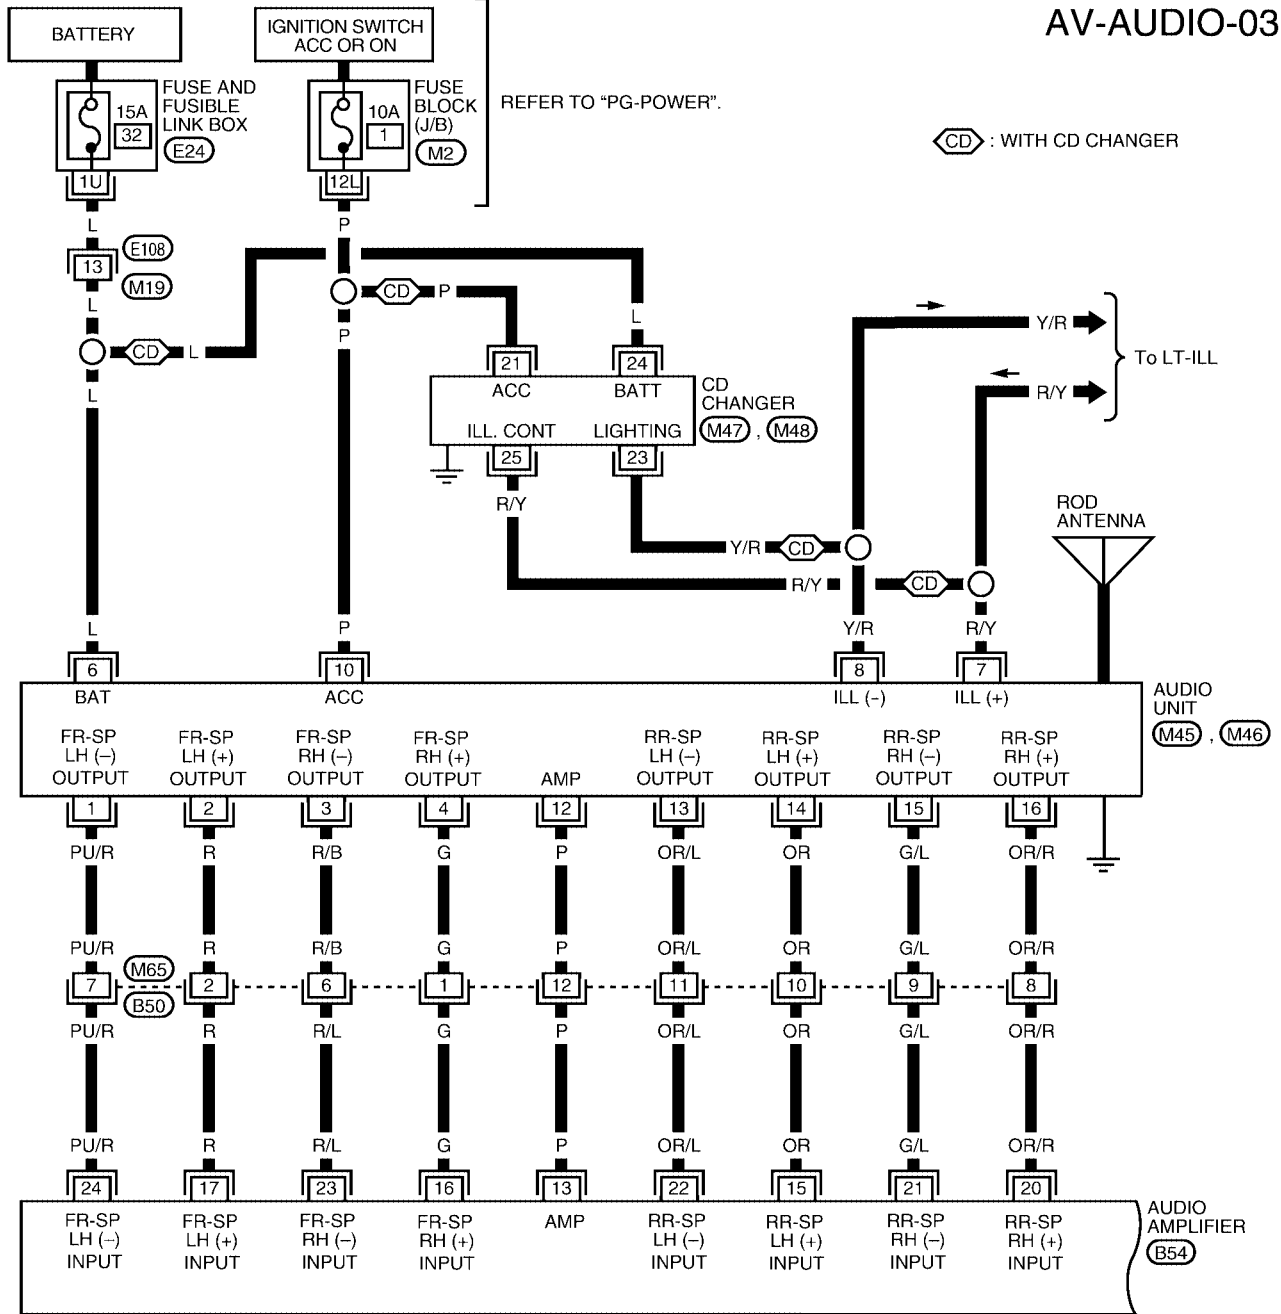 AV-AUDIO-03
BATTERY
IGNITION SWITCH
ACC OR ON
FUSE AND
FUSIBLE
LINK BOX
E24
15A
32
FUSE
BLOCK
(J/B)
M2
10A
1
REFER TO “PG-POWER”.
CD : WITH CD CHANGER
1U
12L
L
P
E108
13
M19
L
CD P
P
L
CD L
L
21
24
ACC
BATT
CD
CHANGER
M47 , M48
ILL. CONT
LIGHTING
25
23
R/Y
Y/R
R/Y
To LT-ILL
ROD
ANTENNA
Y/R CD
R/Y CD
L
P
Y/R
R/Y
6
10
8
7
BAT
ACC
ILL (–)
ILL (+)
AUDIO
UNIT
M45 , M46
FR-SP
LH (–)
OUTPUT
FR-SP
LH (+)
OUTPUT
FR-SP
RH (–)
OUTPUT
FR-SP
RH (+)
OUTPUT
AMP
RR-SP
LH (–)
OUTPUT
RR-SP
LH (+)
OUTPUT
RR-SP
RH (–)
OUTPUT
RR-SP
RH (+)
OUTPUT
1 2 3 4 12 13 14 15 16
PU/R R R/B G P OR/L OR G/L OR/R
PU/R R R/B G P OR/L OR G/L OR/R
M65
7 2 6 1 12 11 10 9 8
B50
PU/R R R/L G P OR/L OR G/L OR/R
PU/R R R/L G P OR/L OR G/L OR/R
24 17 23 16 13 22 15 21 20
FR-SP
LH (–)
INPUT
FR-SP
LH (+)
INPUT
FR-SP
RH (–)
INPUT
FR-SP
RH (+)
INPUT
AMP
RR-SP
LH (–)
INPUT
RR-SP
LH (+)
INPUT
RR-SP
RH (–)
INPUT
RR-SP
RH (+)
INPUT
AUDIO
AMPLIFIER
B54